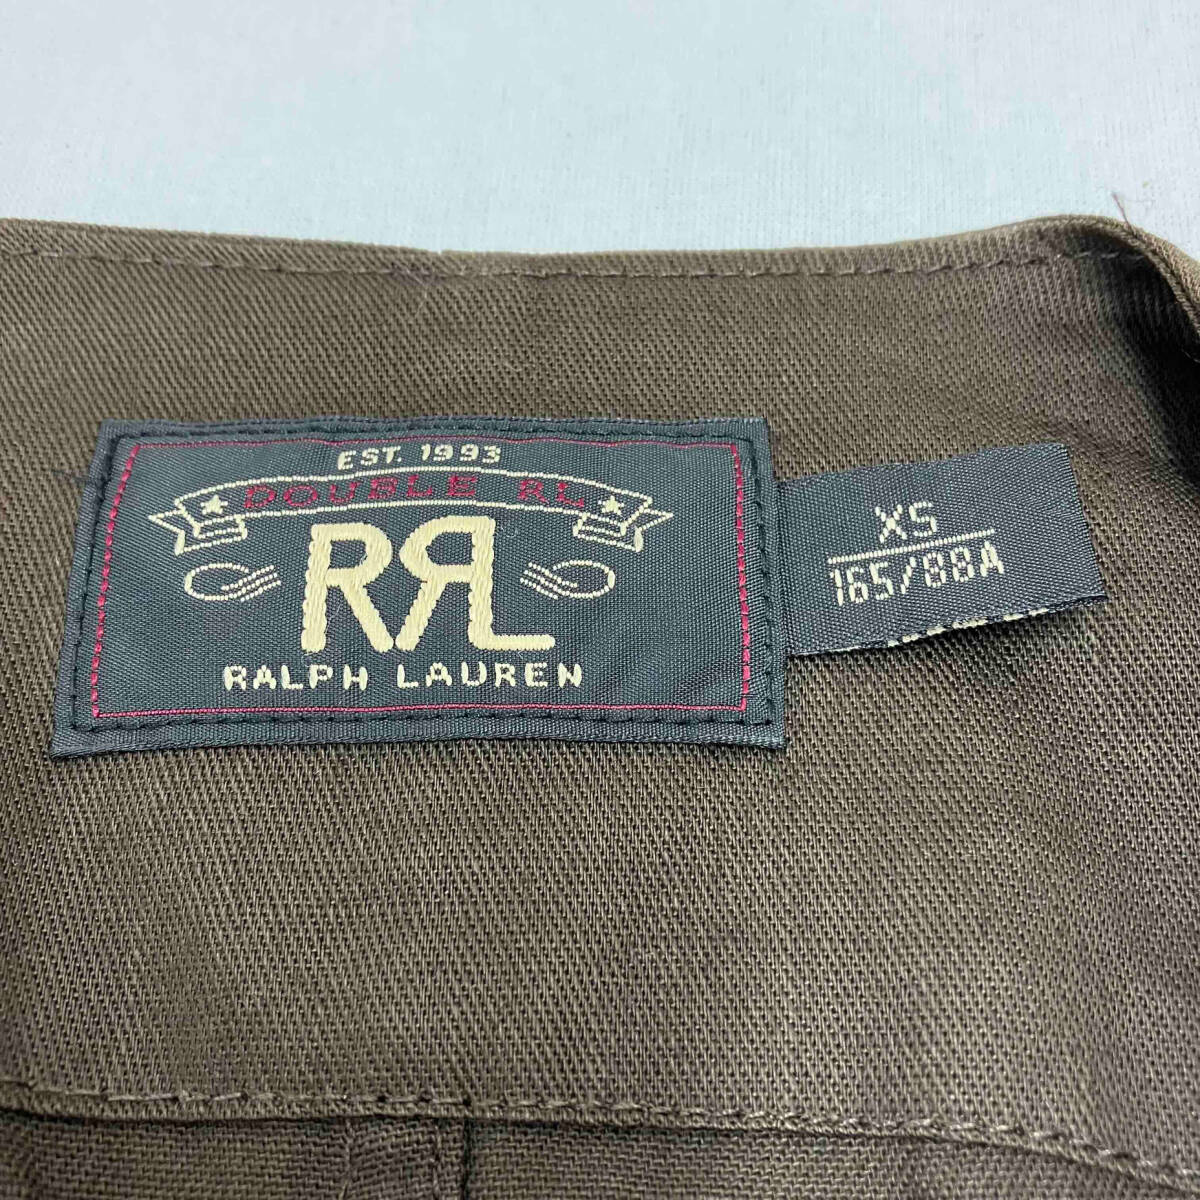 EST. 1993
DOUBLE RL
RRL
RALPH LAUREN
XS
165/88A